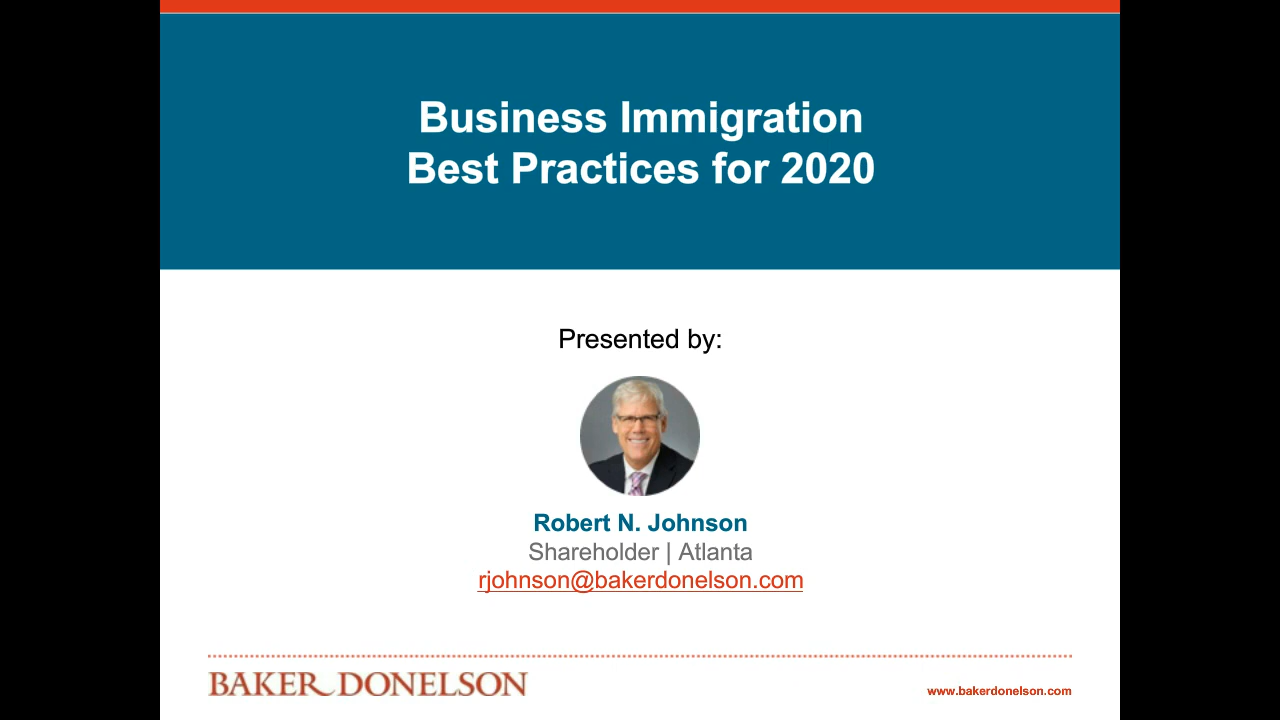 Business Immigration
Best Practices for 2020
Presented by:
Robert N. Johnson
Shareholder | Atlanta
rjohnson@bakerdonelson.com
BAKER DONELSON
www.bakerdonelson.com